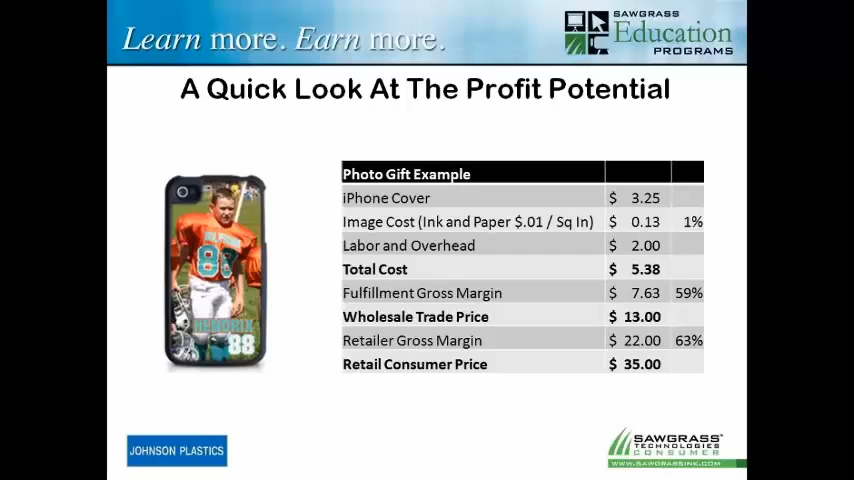 Learn more. Earn more.
SAWGRASS
Education
PROGRAMS
A Quick Look At The Profit Potential
Photo Gift Example
iPhone Cover $ 3.25
Image Cost (Ink and Paper $.01 / Sq In) $ 0.13 1%
Labor and Overhead $ 2.00
Total Cost $ 5.38
Fulfillment Gross Margin $ 7.63 59%
Wholesale Trade Price $ 13.00
Retailer Gross Margin $ 22.00 63%
Retail Consumer Price $ 35.00
88
HENDRIX
88
JOHNSON PLASTICS
SAWGRASS™
TECHNOLOGIES
CONSUMER
WWW.SAWGRASSINK.COM